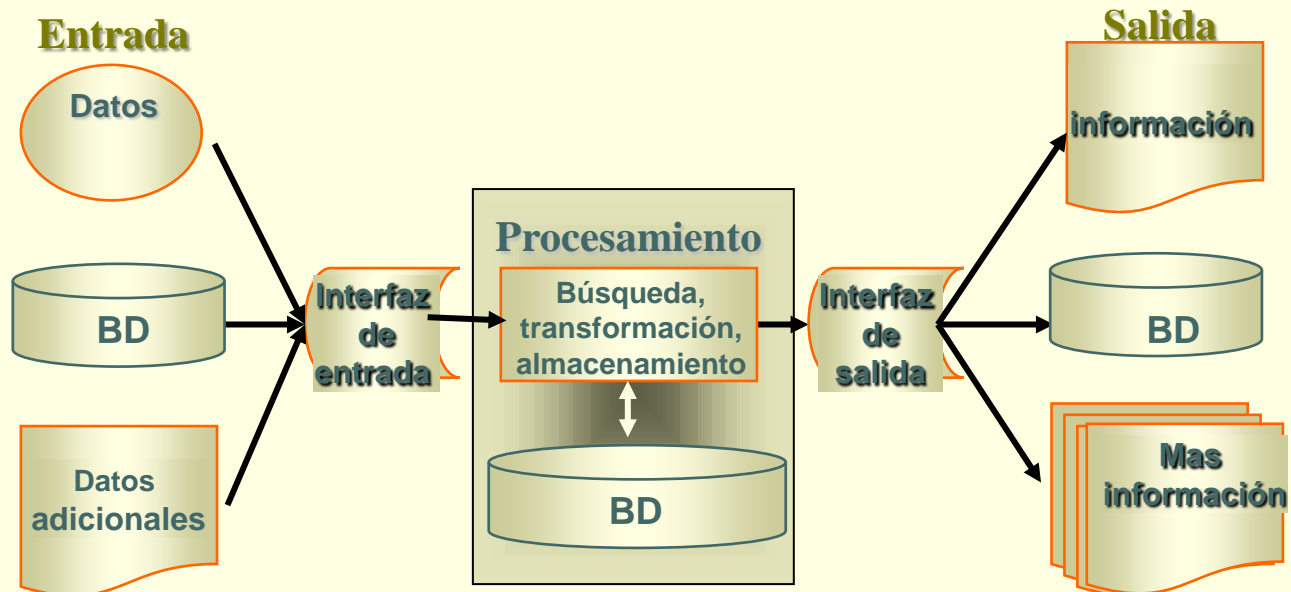 Entrada
Datos
BD
Datos
adicionales
Interfaz
de
entrada
Procesamiento
Búsqueda,
transformación,
almacenamiento
BD
Interfaz
de
salida
Salida
información
BD
Mas
información